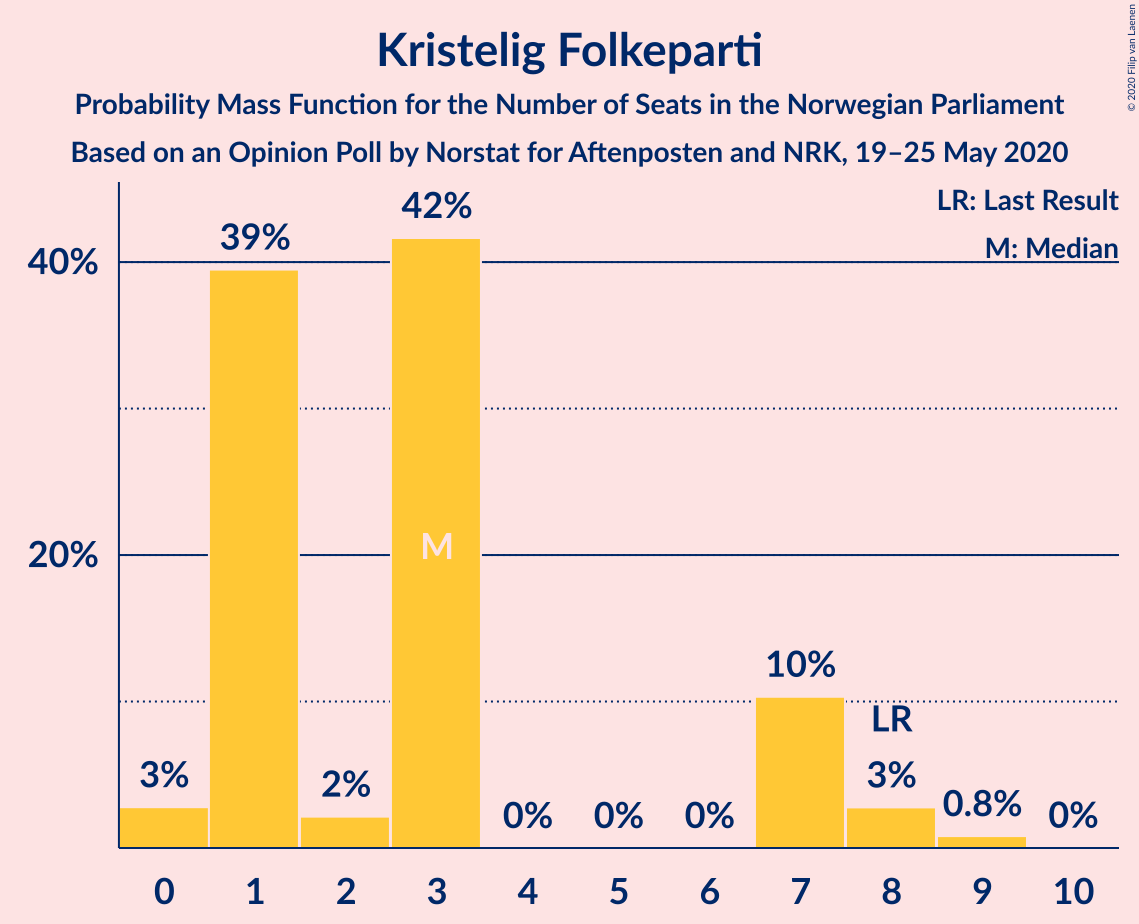 Kristelig Folkeparti
Probability Mass Function for the Number of Seats in the Norwegian Parliament
Based on an Opinion Poll by Norstat for Aftenposten and NRK, 19–25 May 2020
© 2020 Filip van Laenen
LR: Last Result
M: Median
42%
39%
40%
M
20%
10%
LR
3%
2%
3%
0.8%
0%
0%
0%
0%
0 1 2 3 4 5 6 7 8 9 10